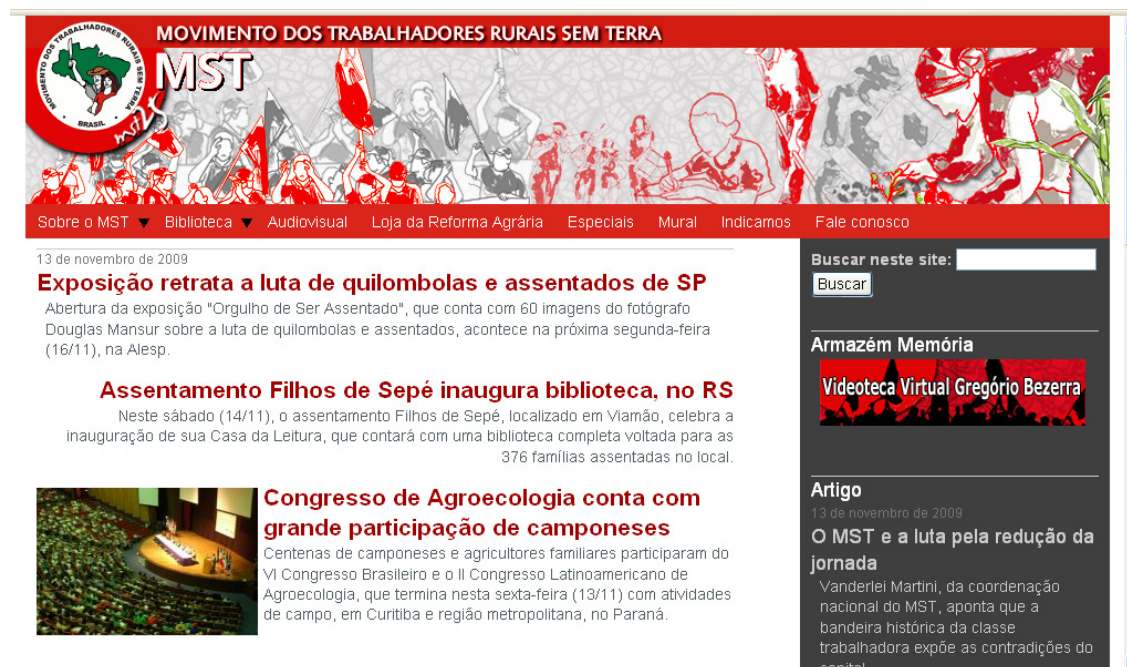 MOVIMENTO DOS TRABALHADORES RURAIS SEM TERRA
MST
MOVIMENTO DOS TRABALHADORES RURAIS SEM TERRA
BRASIL
Sobre o MST
Biblioteca
Audiovisual
Loja da Reforma Agrária
Especiais
Mural
Indicamos
Fale conosco
13 de novembro de 2009
Exposição retrata a luta de quilombolas e assentados de SP
Abertura da exposição "Orgulho de Ser Assentado", que conta com 60 imagens do fotógrafo
Douglas Mansur sobre a luta de quilombolas e assentados, acontece na próxima segunda-feira
(16/11), na Alesp.
Assentamento Filhos de Sepé inaugura biblioteca, no RS
Neste sábado (14/11), o assentamento Filhos de Sepé, localizado em Viamão, celebra a
inauguração de sua Casa da Leitura, que contará com uma biblioteca completa voltada para as
376 famílias assentadas no local.
Congresso de Agroecologia conta com
grande participação de camponeses
Centenas de camponeses e agricultores familiares participaram do
VI Congresso Brasileiro e o II Congresso Latinoamericano de
Agroecologia, que termina nesta sexta-feira (13/11) com atividades
de campo, em Curitiba e região metropolitana, no Paraná.
Buscar neste site:
Buscar
Armazém Memória
Videoteca Virtual Gregório Bezerra
Artigo
13 de novembro de 2009
O MST e a luta pela redução da
jornada
Vanderlei Martini, da coordenação
nacional do MST, aponta que a
bandeira histórica da classe
trabalhadora expõe as contradições do